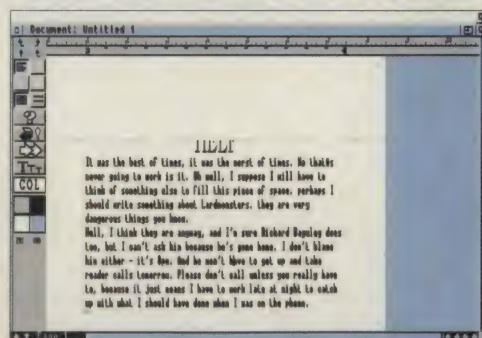 Document: Untitled 1
HELP
It was the best of times, it was the worst of times. No thats
never going to work is it. Oh well, I suppose I will have to
think of something else to fill this piece of space. perhaps I
should write something about Lardmonsters. they are very
dangerous things you know.
Well, I think they are anyway, and I'm sure Richard Baguley does
too, but I can't ask him because he's gone home. I don't blame
him either - it's 9pm. And he won't have to get up and take
reader calls tomorrow. Please don't call unless you really have
to, because it just means I have to work late at night to catch
up with what I should have done when I was on the phone.
TTT
COL